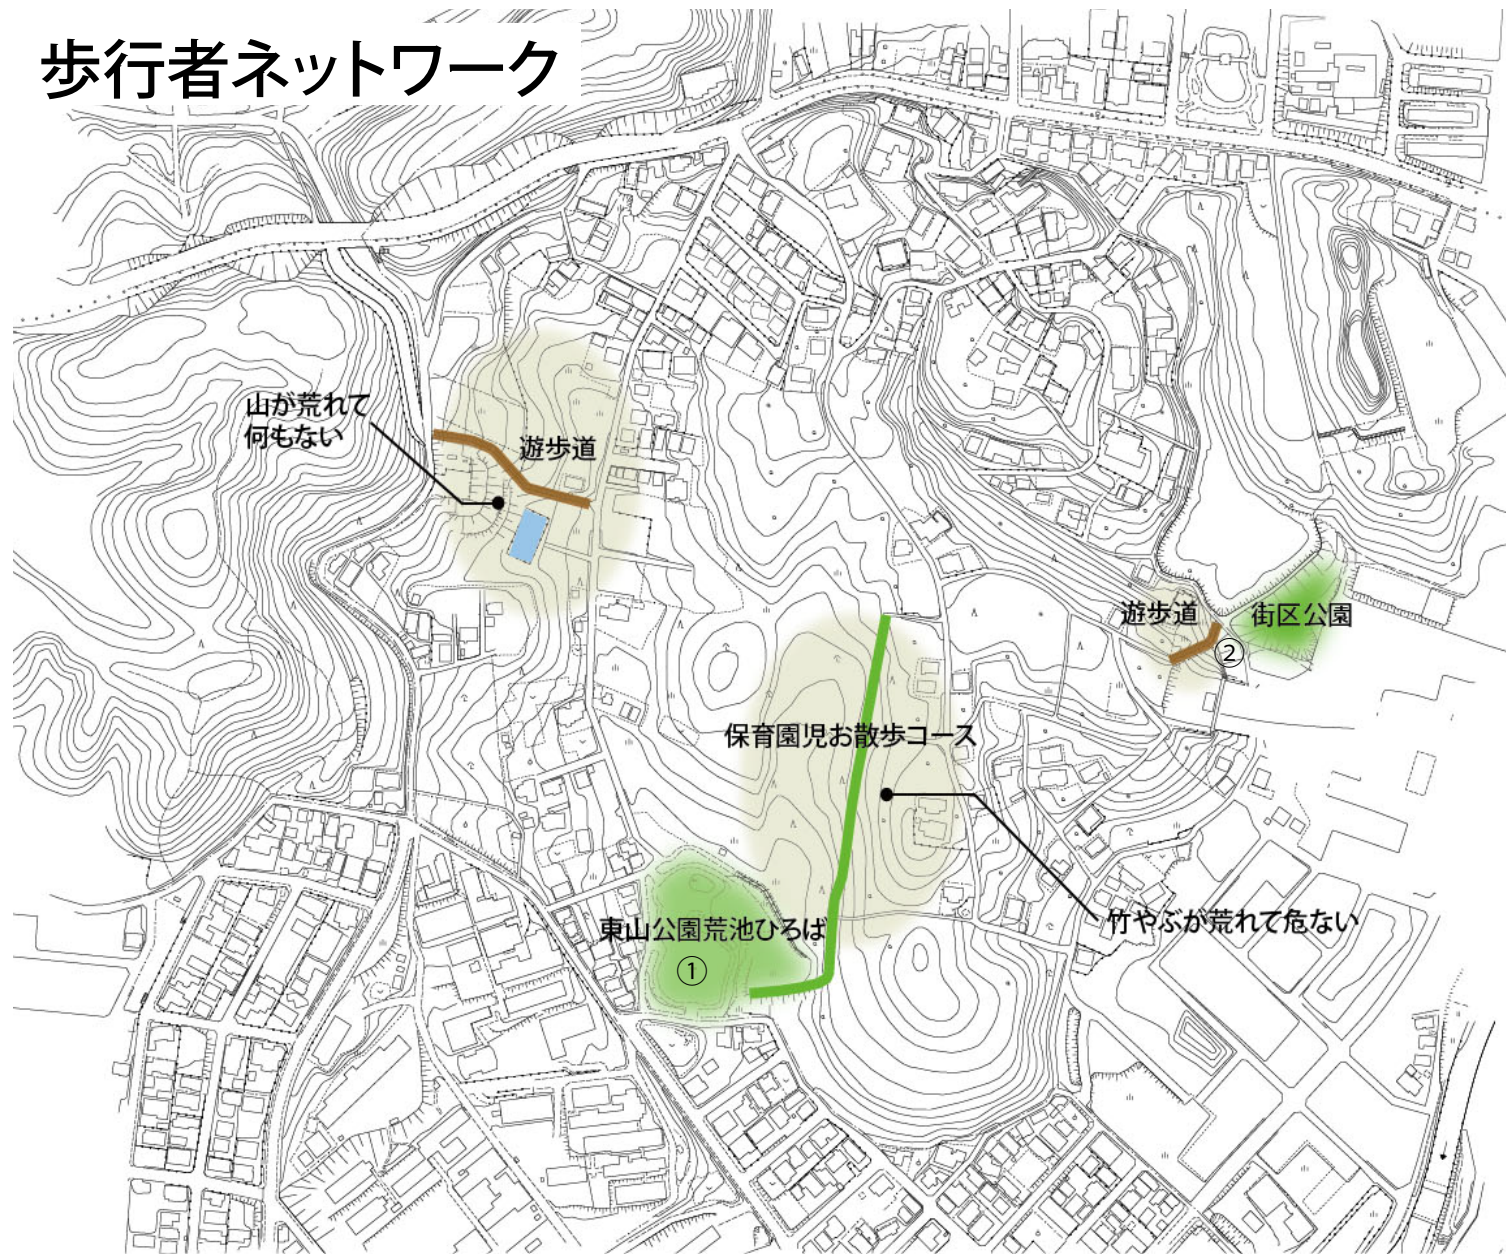 歩行者ネットワーク
山が荒れて
何もない
遊歩道
遊歩道
街区公園
②
保育園児お散歩コース
東山公園荒池ひろば
①
竹やぶが荒れて危ない